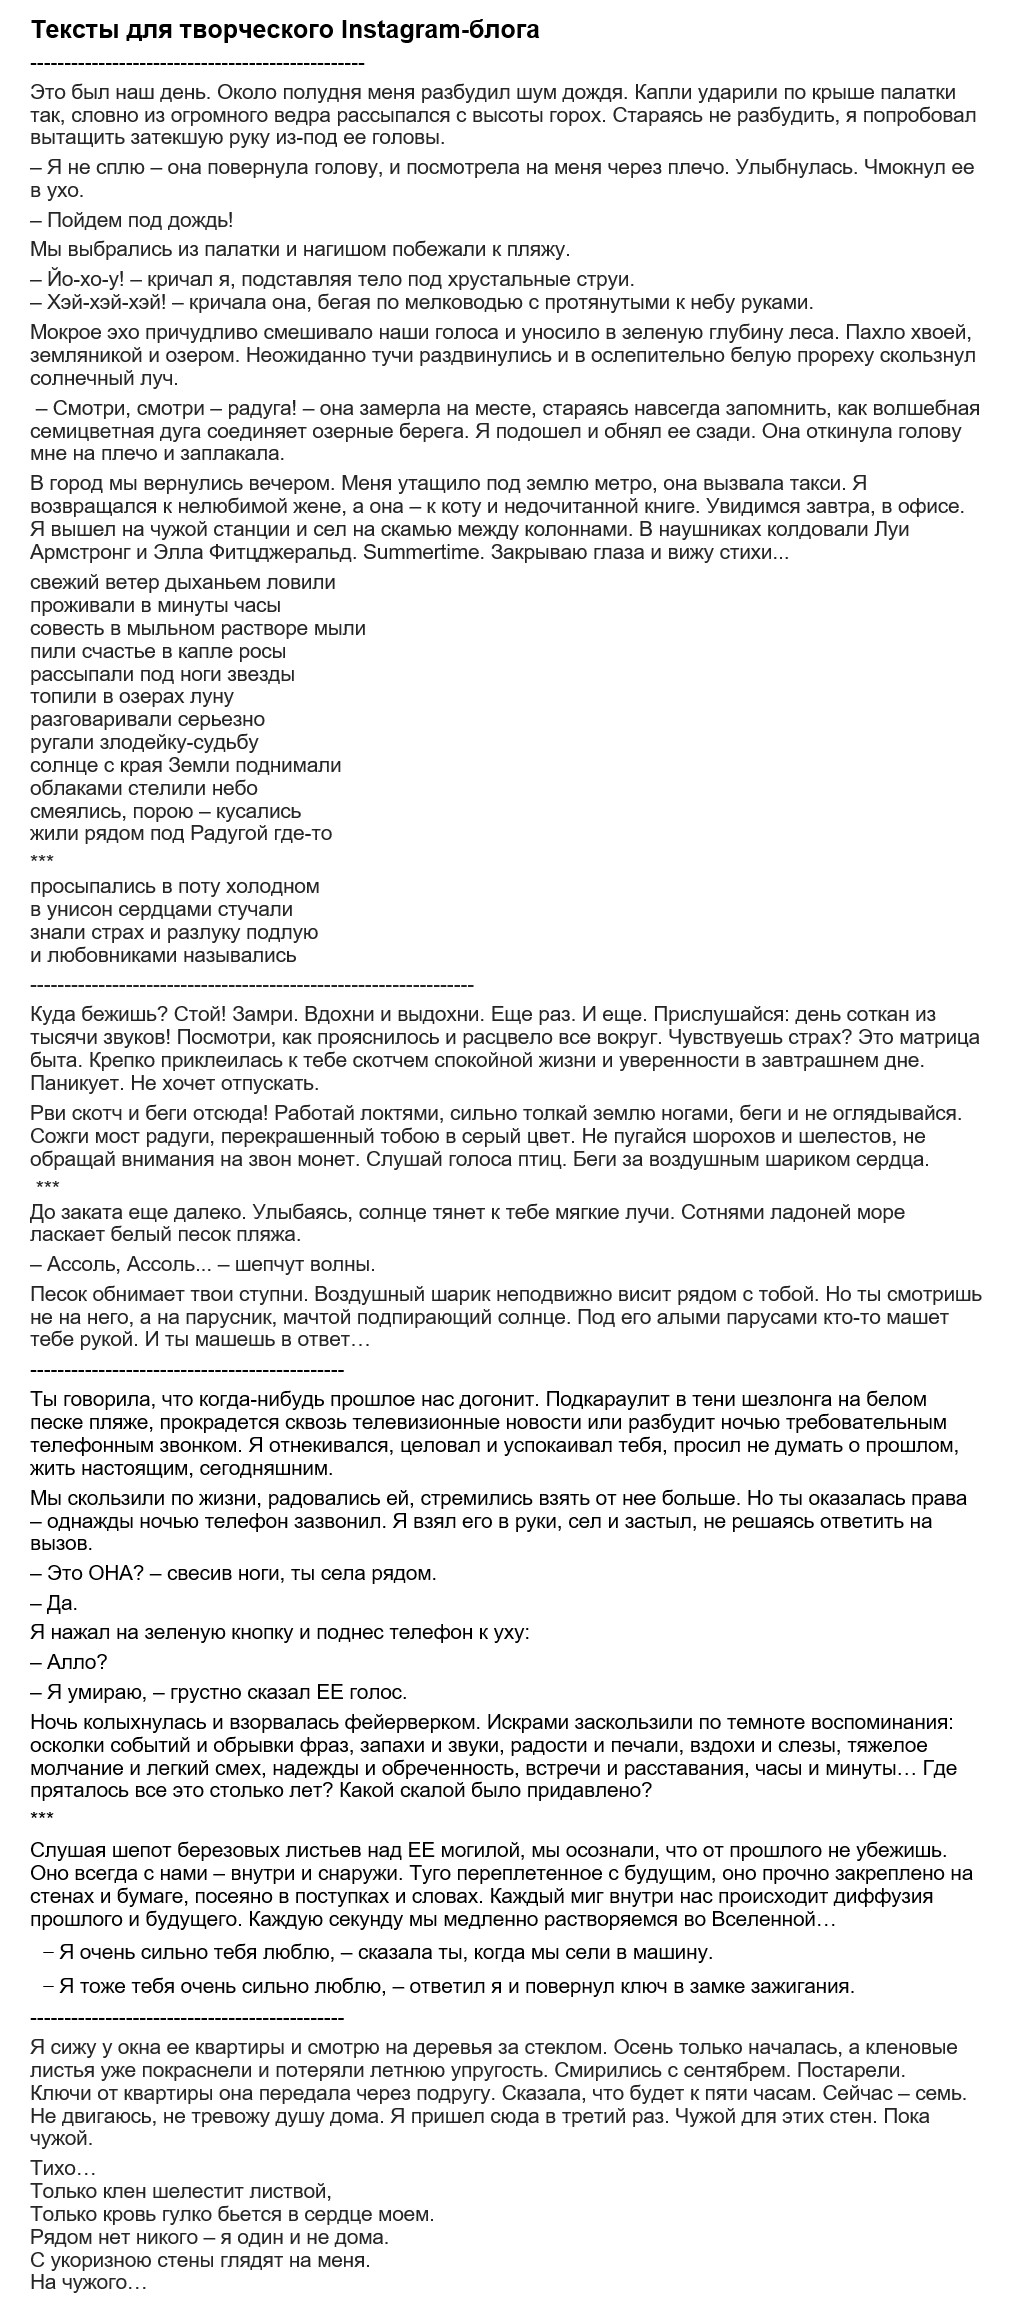 Тексты для творческого Instagram-блога
-------------------------------------------------
Это был наш день. Около полудня меня разбудил шум дождя. Капли ударили по крыше палатки
так, словно из огромного ведра рассыпался с высоты горох. Стараясь не разбудить, я попробовал
вытащить затекшую руку из-под ее головы.
– Я не сплю – она повернула голову, и посмотрела на меня через плечо. Улыбнулась. Чмокнул ее
в ухо.
– Пойдем под дождь!
Мы выбрались из палатки и нагишом побежали к пляжу.
– Йо-хо-у! – кричал я, подставляя тело под хрустальные струи.
– Хэй-хэй-хэй! – кричала она, бегая по мелководью с протянутыми к небу руками.
Мокрое эхо причудливо смешивало наши голоса и уносило в зеленую глубину леса. Пахло хвоей,
земляникой и озером. Неожиданно тучи раздвинулись и в ослепительно белую прореху скользнул
солнечный луч.
– Смотри, смотри – радуга! – она замерла на месте, стараясь навсегда запомнить, как волшебная
семицветная дуга соединяет озерные берега. Я подошел и обнял ее сзади. Она откинула голову
мне на плечо и заплакала.
В город мы вернулись вечером. Меня утащило под землю метро, она вызвала такси. Я
возвращался к нелюбимой жене, а она – к коту и недочитанной книге. Увидимся завтра, в офисе.
Я вышел на чужой станции и сел на скамью между колоннами. В наушниках колдовали Луи
Армстронг и Элла Фитцджеральд. Summertime. Закрываю глаза и вижу стихи...
свежий ветер дыханьем ловили
проживали в минуты часы
совесть в мыльном растворе мыли
пили счастье в капле росы
рассыпали под ноги звезды
топили в озерах луну
разговаривали серьезно
ругали злодейку-судьбу
солнце с края Земли поднимали
облаками стелили небо
смеялись, порою – кусались
жили рядом под Радугой где-то
***
просыпались в поту холодном
в унисон сердцами стучали
знали страх и разлуку подлую
и любовниками назывались
-----------------------------------------------------------------
Куда бежишь? Стой! Замри. Вдохни и выдохни. Еще раз. И еще. Прислушайся: день соткан из
тысячи звуков! Посмотри, как прояснилось и расцвело все вокруг. Чувствуешь страх? Это матрица
быта. Крепко приклеилась к тебе скотчем спокойной жизни и уверенности в завтрашнем дне.
Паникует. Не хочет отпускать.
Рви скотч и беги отсюда! Работай локтями, сильно толкай землю ногами, беги и не оглядывайся.
Сожги мост радуги, перекрашенный тобою в серый цвет. Не пугайся шорохов и шелестов, не
обращай внимания на звон монет. Слушай голоса птиц. Беги за воздушным шариком сердца.
***
До заката еще далеко. Улыбаясь, солнце тянет к тебе мягкие лучи. Сотнями ладоней море
ласкает белый песок пляжа.
– Ассоль, Ассоль... – шепчут волны.
Песок обнимает твои ступни. Воздушный шарик неподвижно висит рядом с тобой. Но ты смотришь
не на него, а на парусник, мачтой подпирающий солнце. Под его алыми парусами кто-то машет
тебе рукой. И ты машешь в ответ…
----------------------------------------------
Ты говорила, что когда-нибудь прошлое нас догонит. Подкараулит в тени шезлонга на белом
песке пляже, прокрадется сквозь телевизионные новости или разбудит ночью требовательным
телефонным звонком. Я отнекивался, целовал и успокаивал тебя, просил не думать о прошлом,
жить настоящим, сегодняшним.
Мы скользили по жизни, радовались ей, стремились взять от нее больше. Но ты оказалась права
– однажды ночью телефон зазвонил. Я взял его в руки, сел и застыл, не решаясь ответить на
вызов.
– Это ОНА? – свесив ноги, ты села рядом.
– Да.
Я нажал на зеленую кнопку и поднес телефон к уху:
– Алло?
– Я умираю, – грустно сказал ЕЕ голос.
Ночь колыхнулась и взорвалась фейерверком. Искрами заскользили по темноте воспоминания:
осколки событий и обрывки фраз, запахи и звуки, радости и печали, вздохи и слезы, тяжелое
молчание и легкий смех, надежды и обреченность, встречи и расставания, часы и минуты… Где
пряталось все это столько лет? Какой скалой было придавлено?
***
Слушая шепот березовых листьев над ЕЕ могилой, мы осознали, что от прошлого не убежишь.
Оно всегда с нами – внутри и снаружи. Туго переплетенное с будущим, оно прочно закреплено на
стенах и бумаге, посеяно в поступках и словах. Каждый миг внутри нас происходит диффузия
прошлого и будущего. Каждую секунду мы медленно растворяемся во Вселенной…
– Я очень сильно тебя люблю, – сказала ты, когда мы сели в машину.
– Я тоже тебя очень сильно люблю, – ответил я и повернул ключ в замке зажигания.
----------------------------------------------
Я сижу у окна ее квартиры и смотрю на деревья за стеклом. Осень только началась, а кленовые
листья уже покраснели и потеряли летнюю упругость. Смирились с сентябрем. Постарели.
Ключи от квартиры она передала через подругу. Сказала, что будет к пяти часам. Сейчас – семь.
Не двигаюсь, не тревожу душу дома. Я пришел сюда в третий раз. Чужой для этих стен. Пока
чужой.
Тихо…
Только клен шелестит листвой,
Только кровь гулко бьется в сердце моем.
Рядом нет никого – я один и не дома.
С укоризною стены глядят на меня.
На чужого…